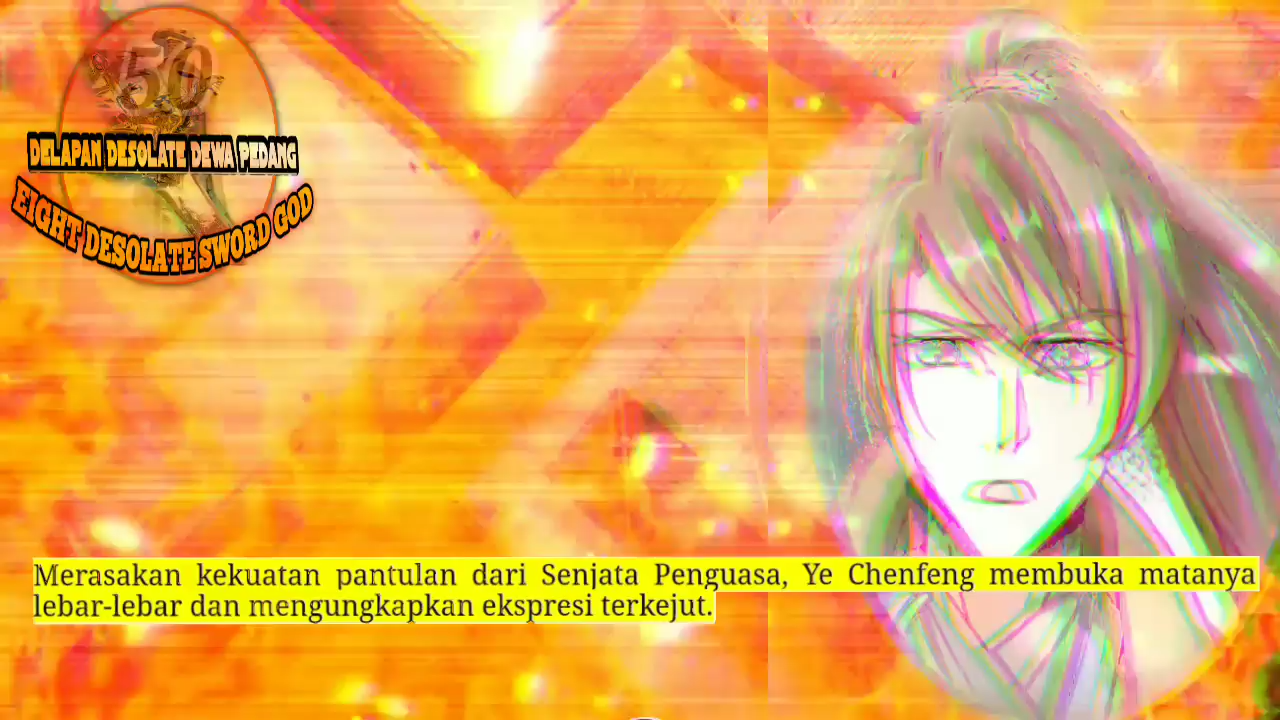 50
DELAPAN DESOLATE DEWA PEDANG
EIGHT DESOLATE SWORD GOD
Merasakan kekuatan pantulan dari Senjata Penguasa, Ye Chenfeng membuka matanya
lebar-lebar dan mengungkapkan ekspresi terkejut.